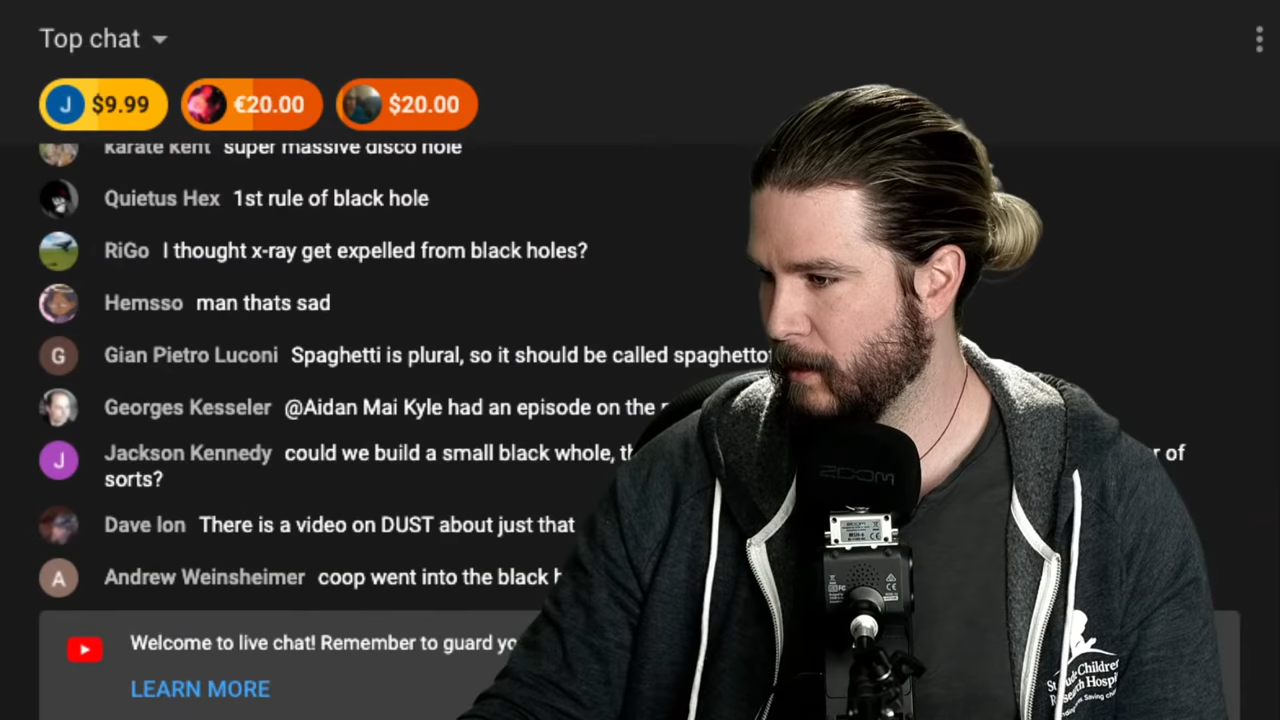 Top chat
J $9.99 €20.00 $20.00
karate kent super massive disco hole
Quietus Hex 1st rule of black hole
RiGo I thought x-ray get expelled from black holes?
Hemsso man thats sad
G Gian Pietro Luconi Spaghetti is plural, so it should be called
Georges Kesseler @Aidan Mai Kyle had an episode on the
J Jackson Kennedy could we build a small black whole, of
sorts?
Dave lon There is a video on DUST about just that
A Andrew Weinsheimer coop went into the black
Welcome to live chat! Remember to guard
LEARN MORE
ZOOM